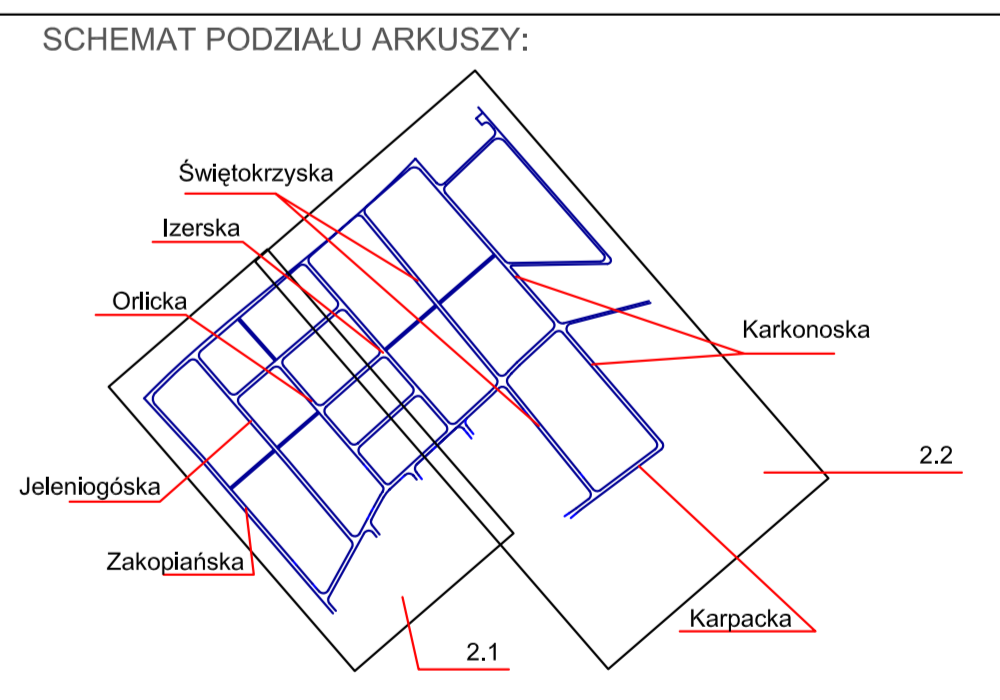 SCHEMAT PODZIAŁU ARKUSZY:
Świętokrzyska
Izerska
Orlicka
Karkonoska
2.2
Jeleniogóska
Zakopiańska
Karpacka
2.1